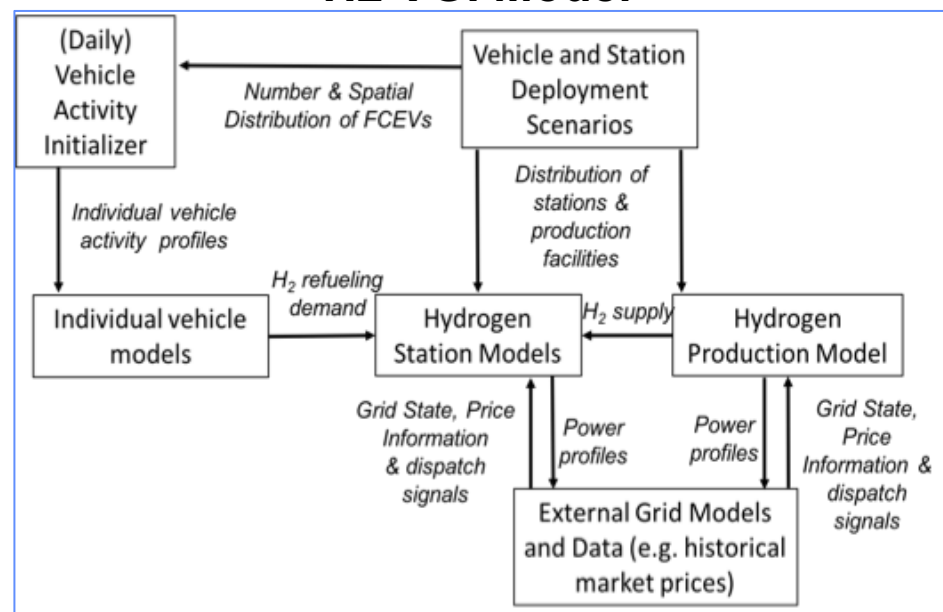 (Daily)
Vehicle
Activity
Initializer
Number & Spatial
Distribution of FCEVs
Vehicle and Station
Deployment
Scenarios
Individual vehicle
activity profiles
Distribution of
stations &
production
facilities
Individual vehicle
models
H₂ refueling
demand
Hydrogen
Station Models
H₂ supply
Hydrogen
Production Model
Grid State, Price
Information
& dispatch
signals
Power
profiles
Power
profiles
Grid State,
Price
Information &
dispatch
signals
External Grid Models
and Data (e.g. historical
market prices)